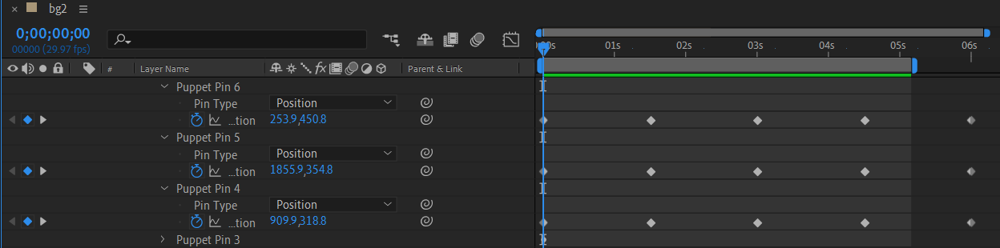 × bg2
0;00;00;00
00000 (29.97 fps)
:00s 01s 02s 03s 04s 05s 06s
# Layer Name fx Parent & Link
Puppet Pin 6
Pin Type Position
...tion 253.9,450.8
Puppet Pin 5
Pin Type Position
...tion 1855.9,354.8
Puppet Pin 4
Pin Type Position
...tion 909.9,318.8
Puppet Pin 3